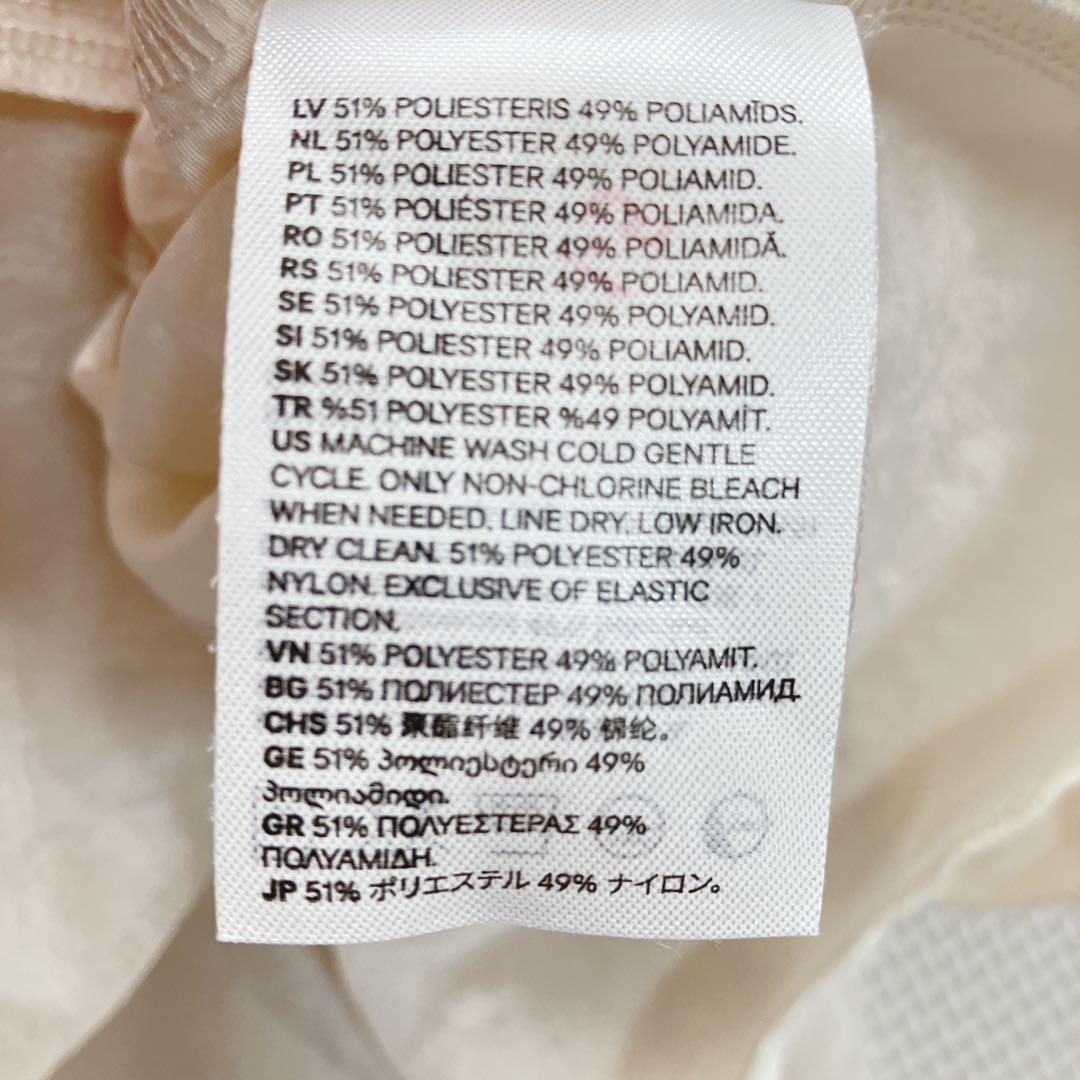 LV 51% POLIESTERIS 49% POLIAMĪDS.
NL 51% POLYESTER 49% POLYAMIDE.
PL 51% POLIESTER 49% POLIAMID.
PT 51% POLIÉSTER 49% POLIAMIDA.
RO 51% POLIESTER 49% POLIAMIDĂ.
RS 51% POLIESTER 49% POLIAMID.
SE 51% POLYESTER 49% POLYAMID.
SI 51% POLIESTER 49% POLIAMID.
SK 51% POLYESTER 49% POLYAMID.
TR %51 POLYESTER %49 POLYAMİT.
US MACHINE WASH COLD GENTLE
CYCLE. ONLY NON-CHLORINE BLEACH
WHEN NEEDED. LINE DRY. LOW IRON.
DRY CLEAN. 51% POLYESTER 49%
NYLON. EXCLUSIVE OF ELASTIC
SECTION.
VN 51% POLYESTER 49% POLYAMIT.
BG 51% ПОЛИЕСТЕР 49% ПОЛИАМИД.
CHS 51% 聚酯纤维 49% 锦纶。
GE 51% პოლიესტერი 49%
პოლიამიდი.
GR 51% ΠΟΛΥΕΣΤΕΡΑΣ 49%
ΠΟΛΥΑΜΙΔΗ.
JP 51% ポリエステル 49% ナイロン。